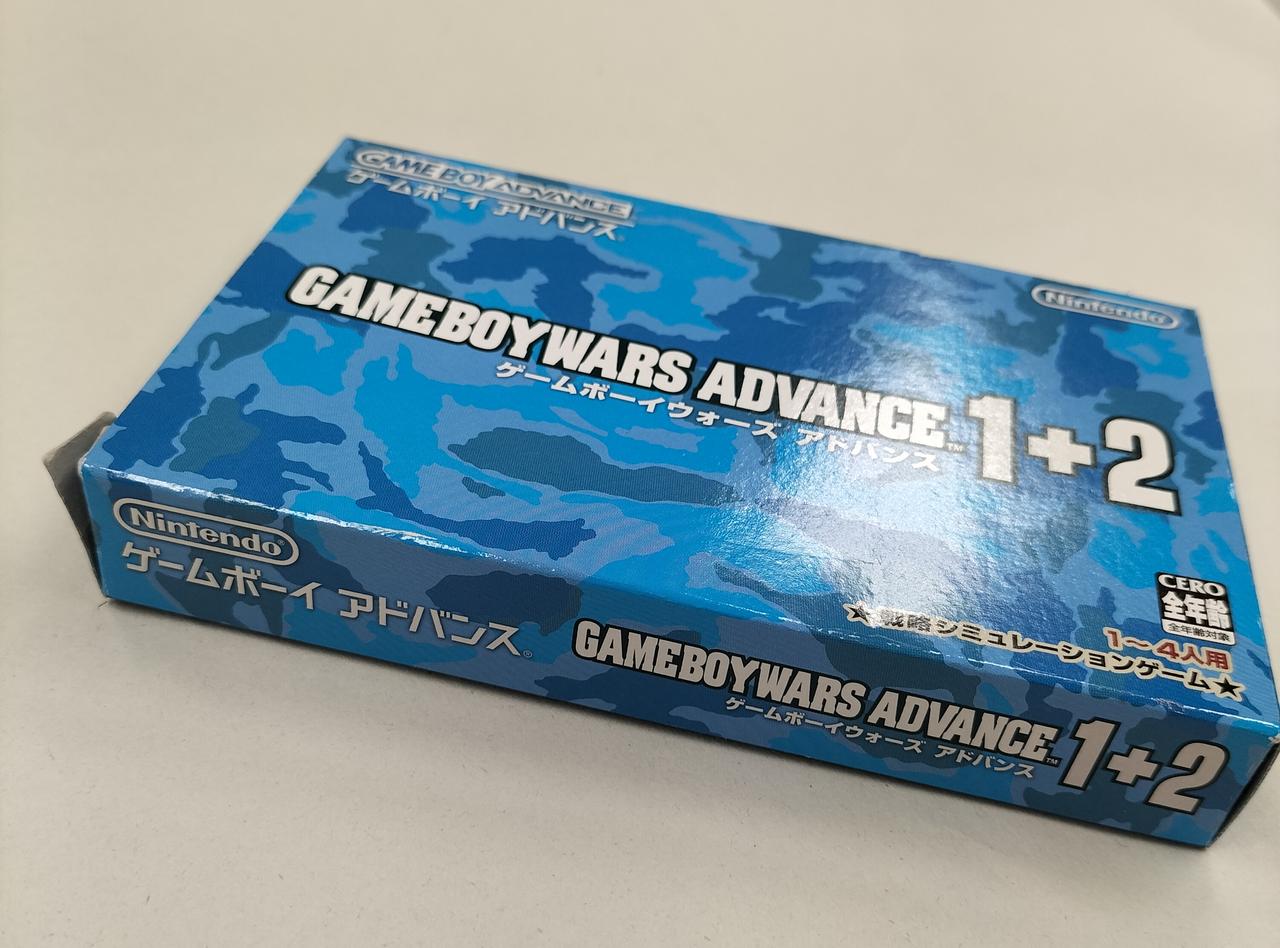 GAME BOY ADVANCE
ゲームボーイ アドバンス®
Nintendo®
GAMEBOYWARS ADVANCE™ 1+2
ゲームボーイウォーズ アドバンス
CERO
全年齢
全年齢対象
1～4人用
★戦略シミュレーションゲーム★
Nintendo®
ゲームボーイ アドバンス®
GAMEBOYWARS ADVANCE™ 1+2
ゲームボーイウォーズ アドバンス